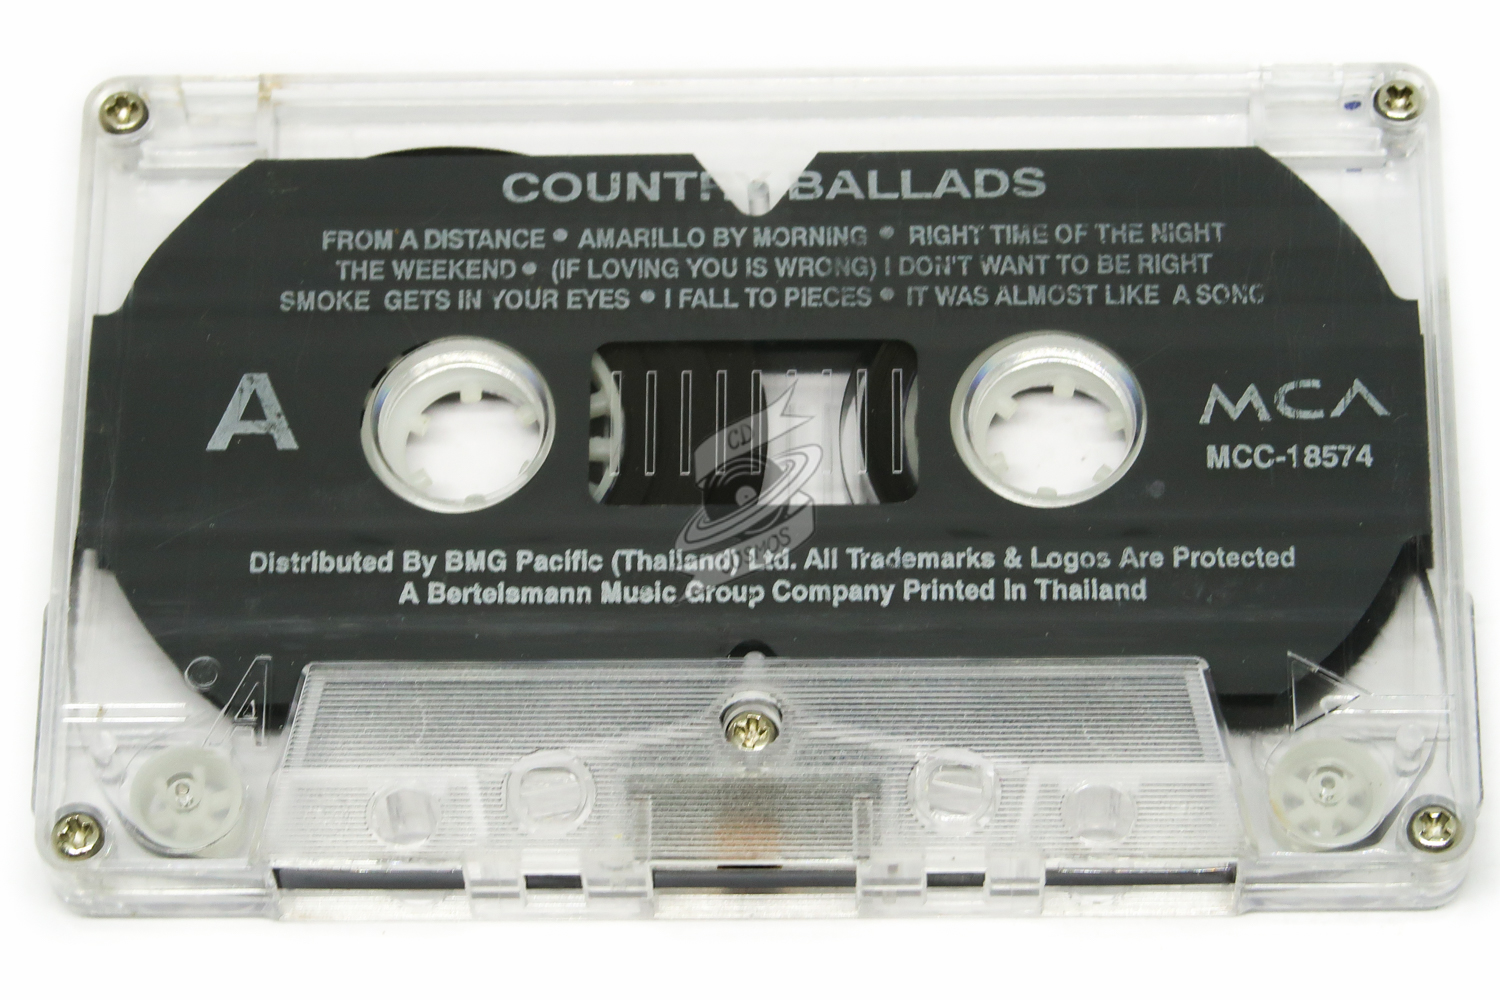 COUNTRY BALLADS
FROM A DISTANCE • AMARILLO BY MORNING • RIGHT TIME OF THE NIGHT
THE WEEKEND • (IF LOVING YOU IS WRONG) I DON'T WANT TO BE RIGHT
SMOKE GETS IN YOUR EYES • I FALL TO PIECES • IT WAS ALMOST LIKE A SONG
A
MCA
MCC-18574
CD
Distributed By BMG Pacific (Thailand) Ltd. All Trademarks & Logos Are Protected
A Bertelsmann Music Group Company Printed In Thailand